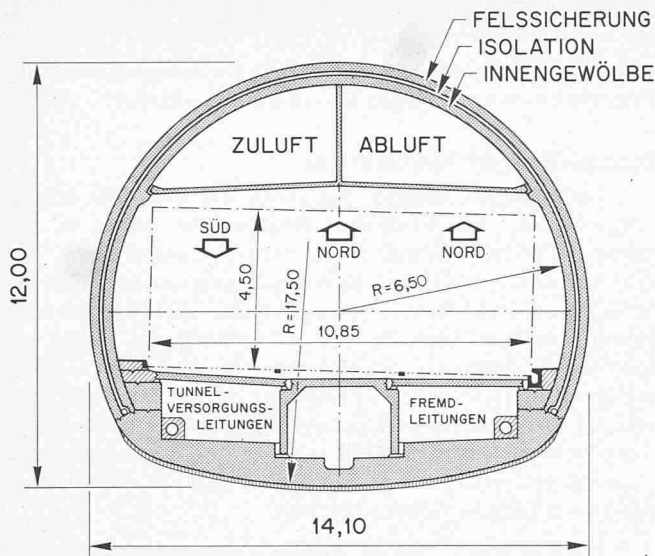 FELSSICHERUNG
ISOLATION
INNENGEWÖLBE
ZULUFT
ABLUFT
SÜD
NORD
NORD
12,00
4,50
R=17,50
R=6,50
10,85
TUNNEL-
VERSORGUNGS-
LEITUNGEN
FREMD-
LEITUNGEN
14,10